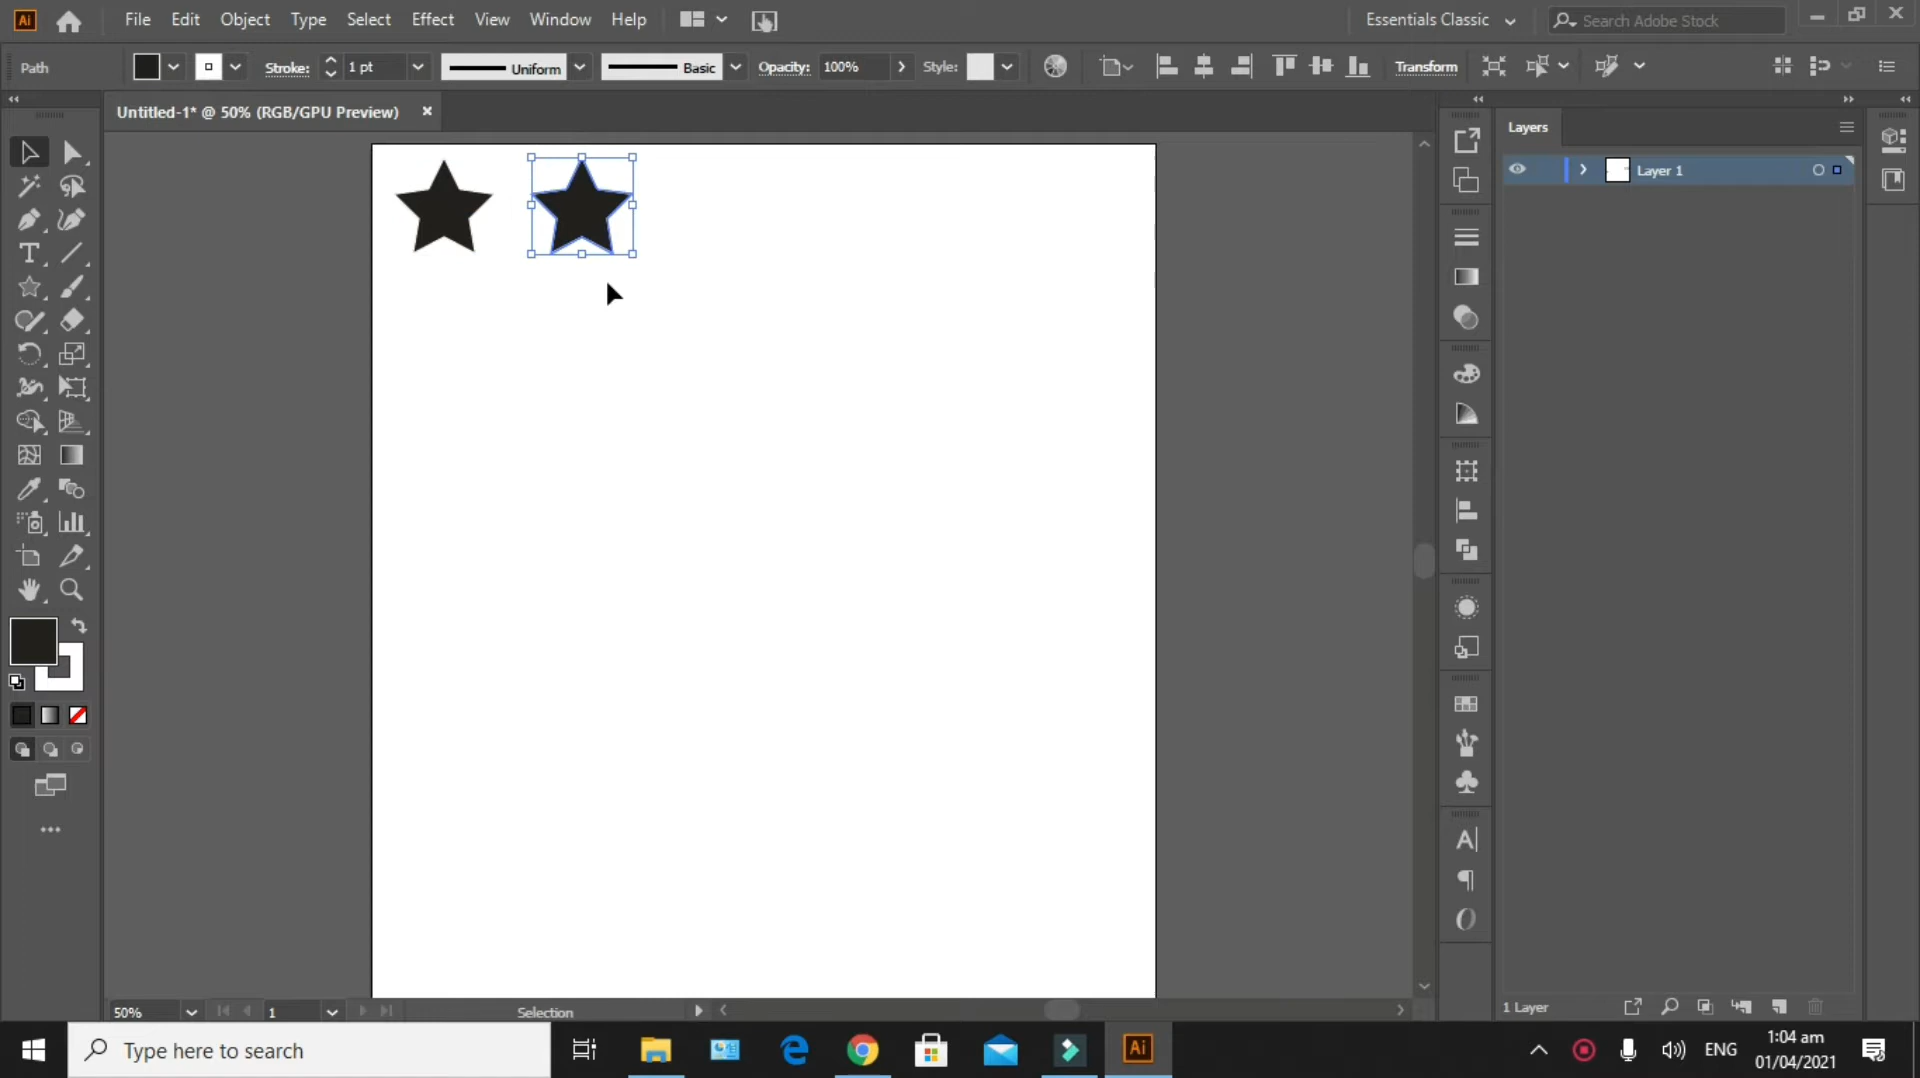 Ai File Edit Object Type Select Effect View Window Help Essentials Classic Search Adobe Stock
Path Stroke: 1 pt Uniform Basic Opacity: 100% Style: Transform
Untitled-1* @ 50% (RGB/GPU Preview)
Layers
Layer 1
50% 1 Selection 1 Layer
Type here to search Ai ENG 1:04 am
01/04/2021